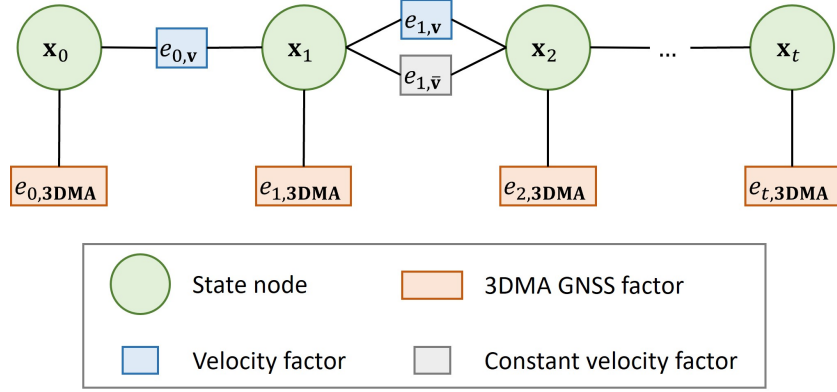 x₀ e₀,ᵥ x₁ e₁,ᵥ x₂ ... xₜ
e₁,v̄
e₀,3DMA e₁,3DMA e₂,3DMA eₜ,3DMA
State node 3DMA GNSS factor
Velocity factor Constant velocity factor